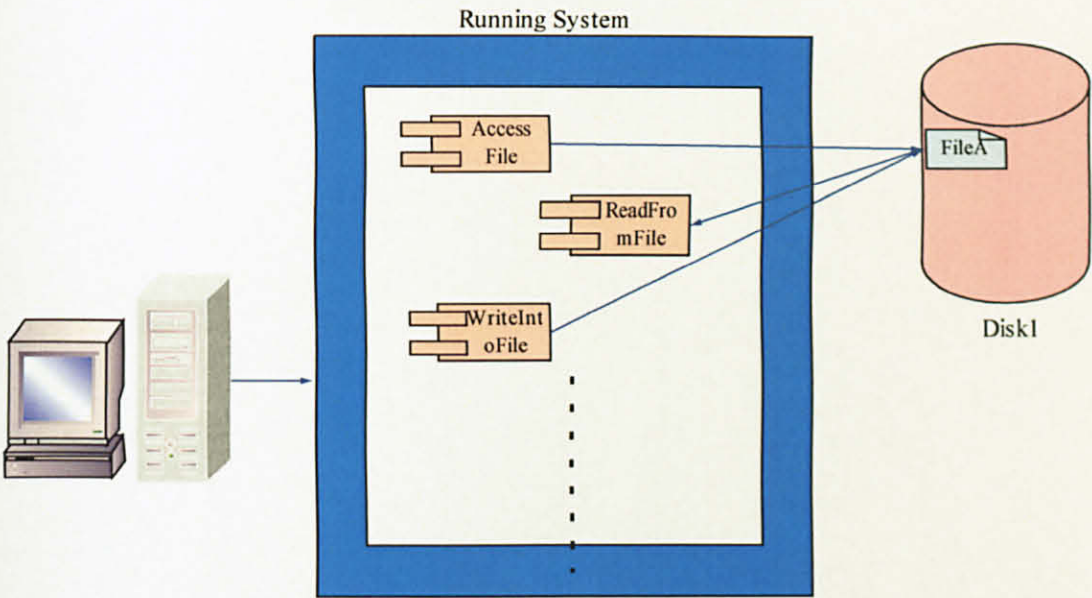 Running System
Access
File
FileA
ReadFro
mFile
WriteInt
oFile
Disk1